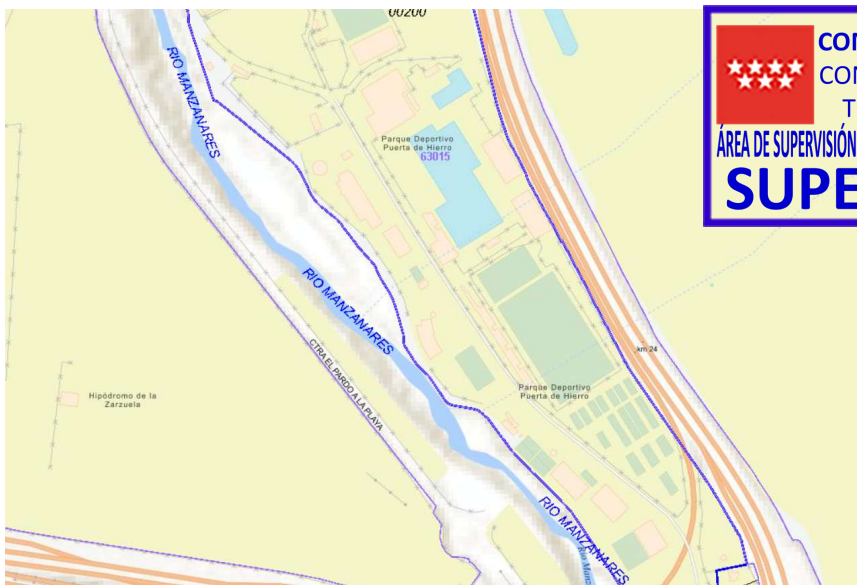 00200
RIO MANZANARES
Parque Deportivo
Puerta de Hierro
63015
RIO MANZANARES
CTRA EL PARDO A LA PLAYA
km 24
Hipódromo de la
Zarzuela
Parque Deportivo
Puerta de Hierro
RIO MANZANARES
ÁREA DE SUPERVISIÓN